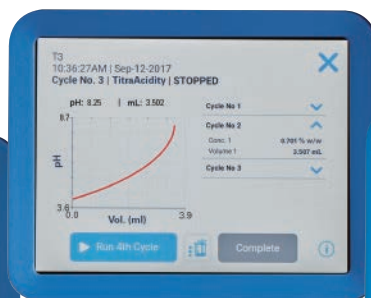 T3
10:36:27AM | Sep-12-2017
Cycle No. 3 | TitraAcidity | STOPPED
pH: 8.25 | mL: 3.502
8.7
pH
3.6
0.0
Vol. (ml)
3.9
Cycle No 1
Cycle No 2
Conc. 1 0.701 % w/w
Volume 1 3.507 mL
Cycle No 3
Run 4th Cycle
Complete